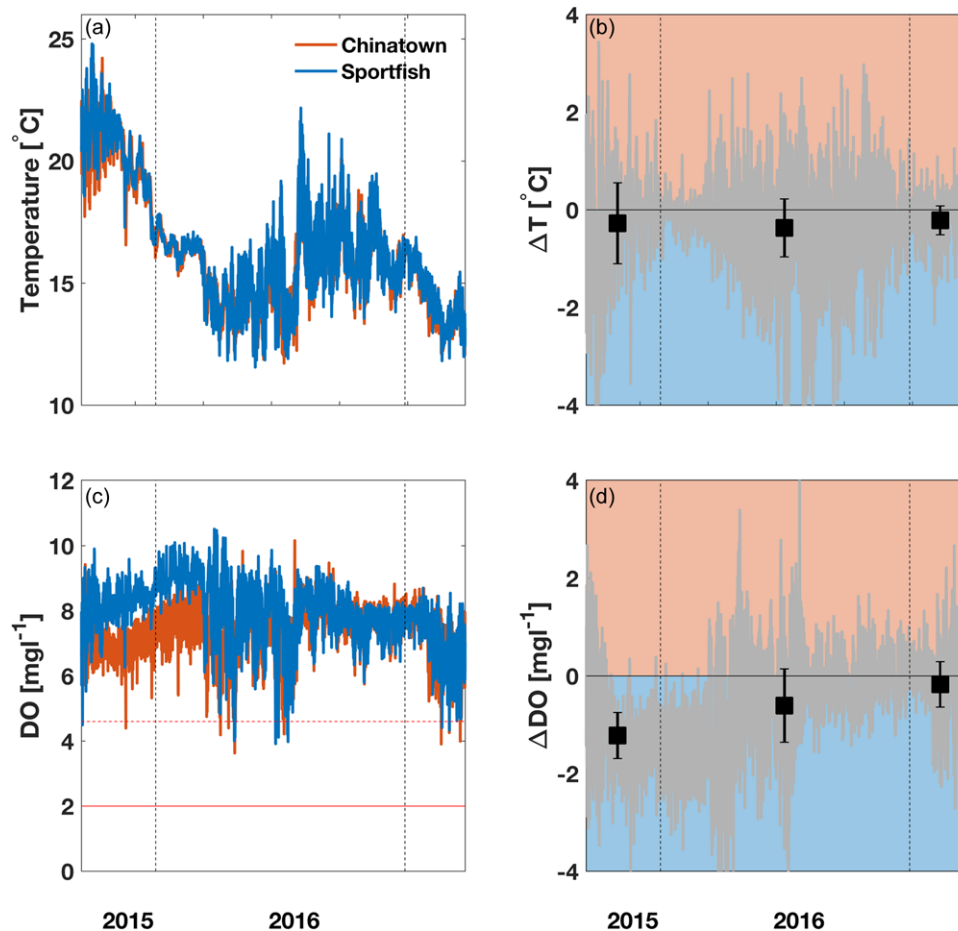 (a)
Chinatown
Sportfish
Temperature [°C]
25
20
15
10
(b)
ΔT [°C]
4
2
0
-2
-4
(c)
DO [mgl-1]
12
10
8
6
4
2
0
(d)
ΔDO [mgl-1]
4
2
0
-2
-4
2015 2016
2015 2016